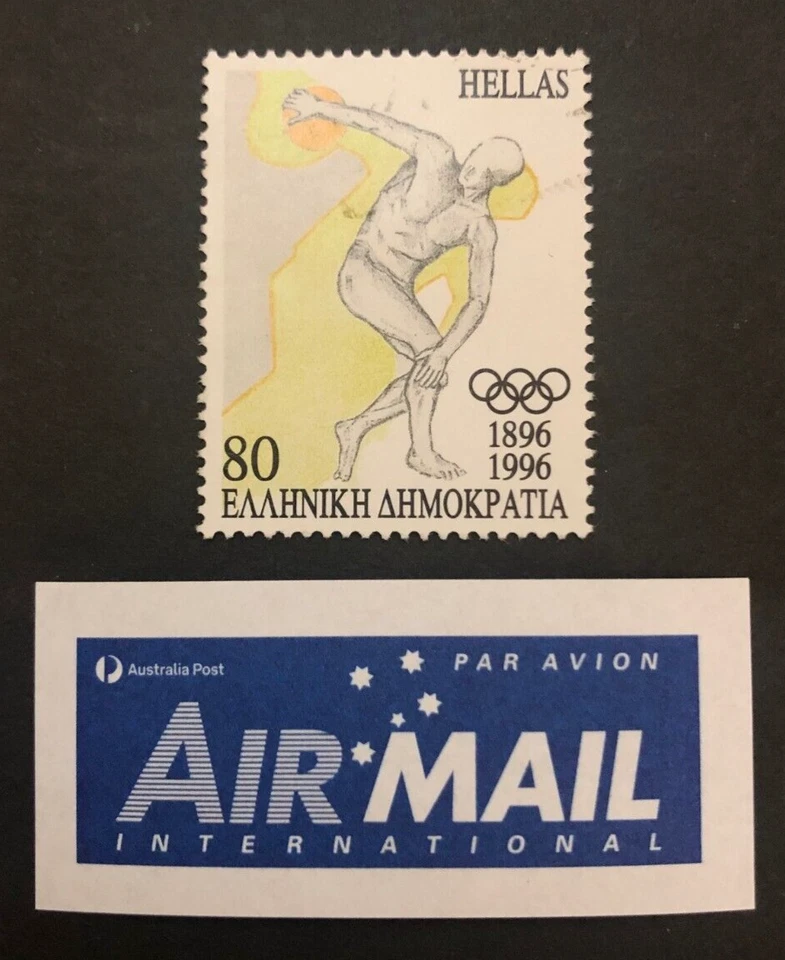 HELLAS
1896
1996
80
ΕΛΛΗΝΙΚΗ ΔΗΜΟΚΡΑΤΙΑ
Australia Post
PAR AVION
AIR MAIL
INTERNATIONAL